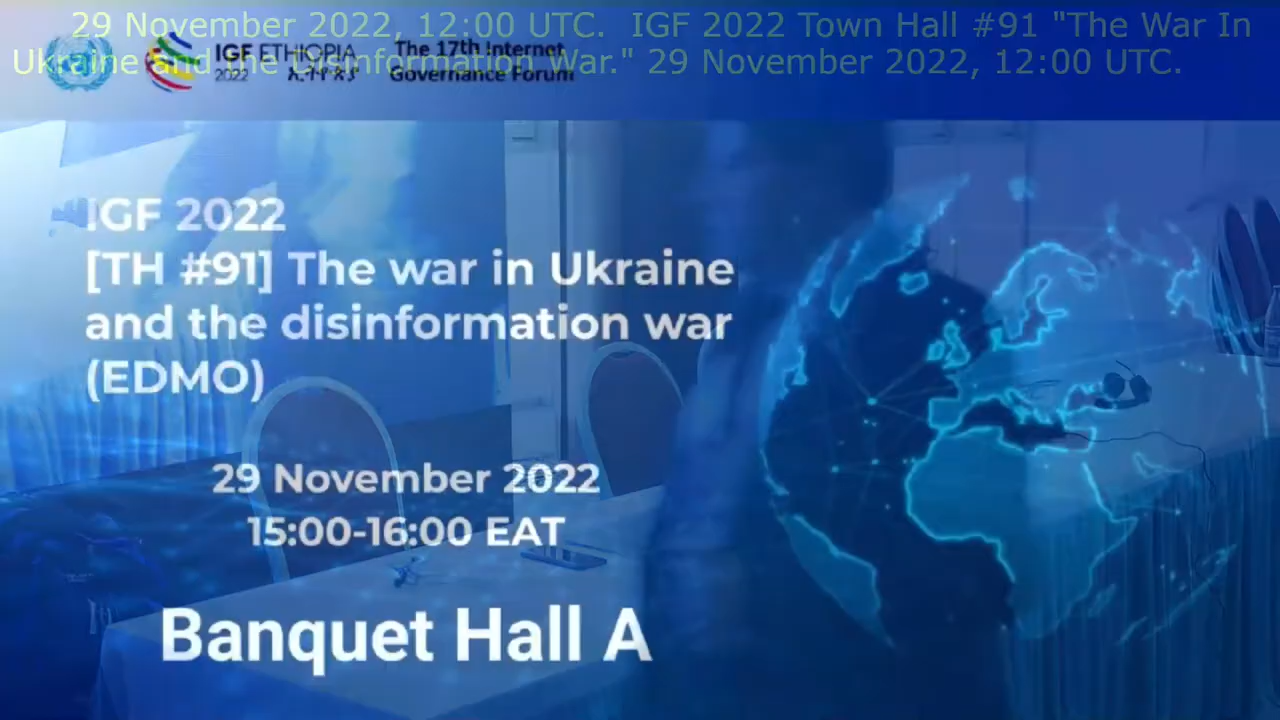 29 November 2022, 12:00 UTC. IGF 2022 Town Hall #91 "The War In
Ukraine and the Disinformation War." 29 November 2022, 12:00 UTC.
IGF ETHIOPIA
2022 ኢትዮጵያ
The 17th Internet
Governance Forum
IGF 2022
[TH #91] The war in Ukraine
and the disinformation war
(EDMO)
29 November 2022
15:00-16:00 EAT
Banquet Hall A